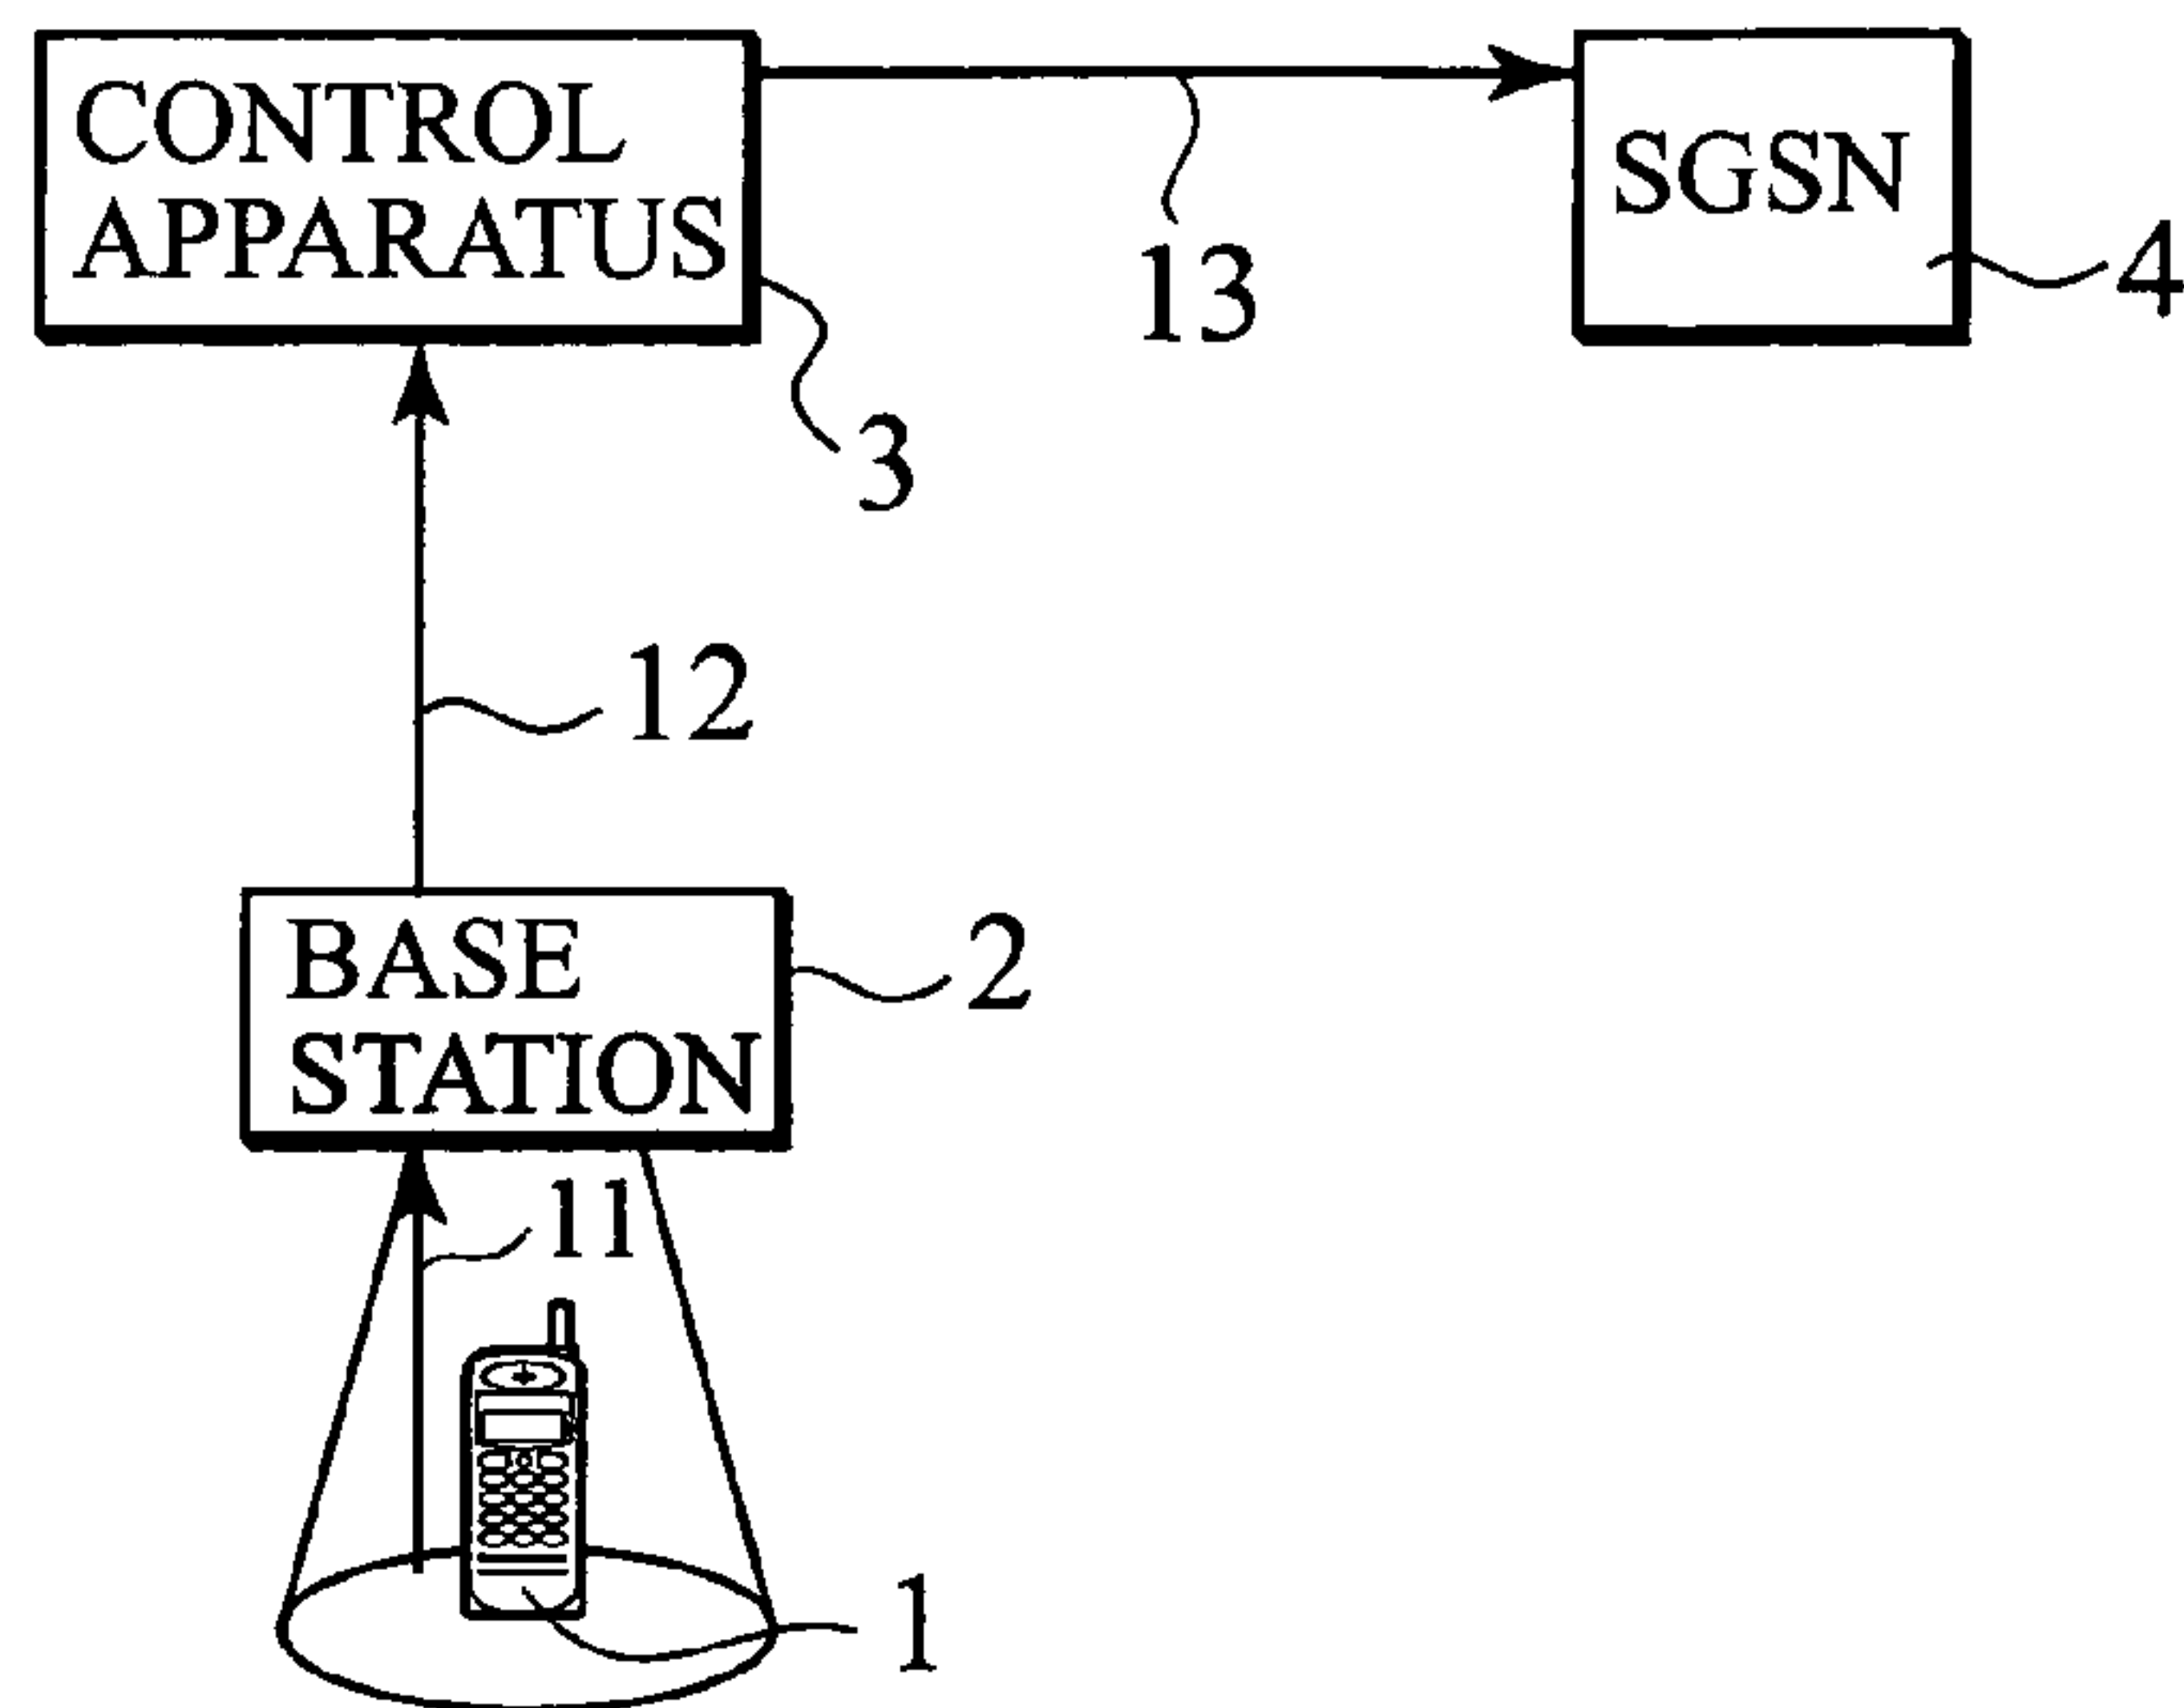 CONTROL
APPARATUS
SGSN
13
4
3
12
BASE
STATION
2
11
1